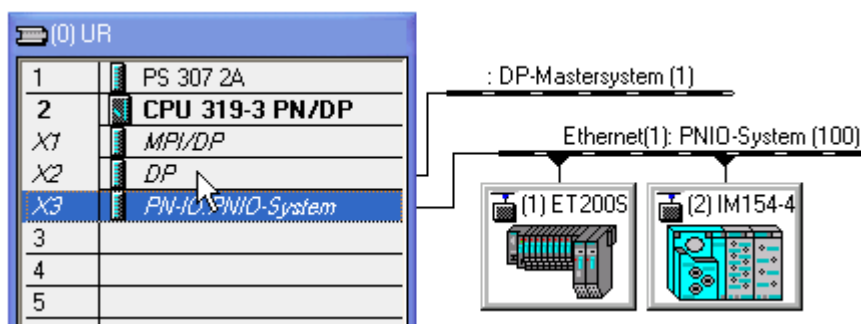 (0) UR
1 PS 307 2A
2 CPU 319-3 PN/DP
X1 MPI/DP
X2 DP
X3 PN-IO:PNIO-System
3
4
5
: DP-Mastersystem (1)
Ethernet(1): PNIO-System (100)
(1) ET200S
(2) IM154-4